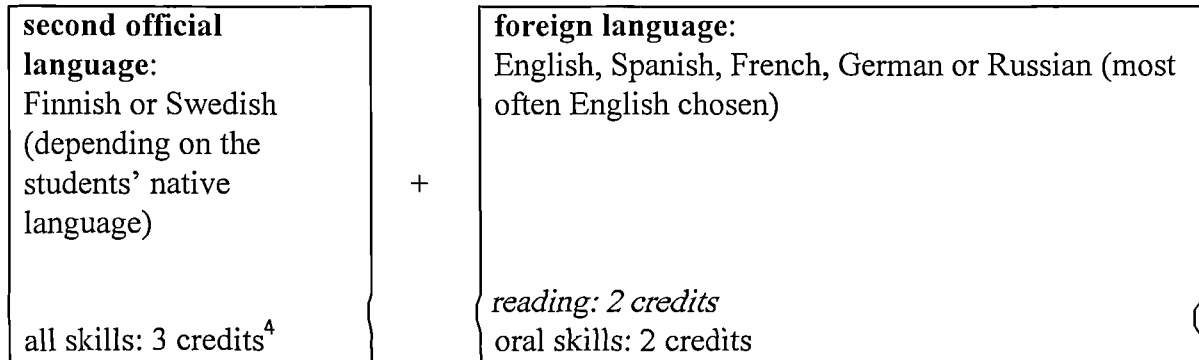 second official
language:
Finnish or Swedish
(depending on the
students’ native
language)
all skills: 3 credits⁴
+
foreign language:
English, Spanish, French, German or Russian (most
often English chosen)
reading: 2 credits
oral skills: 2 credits